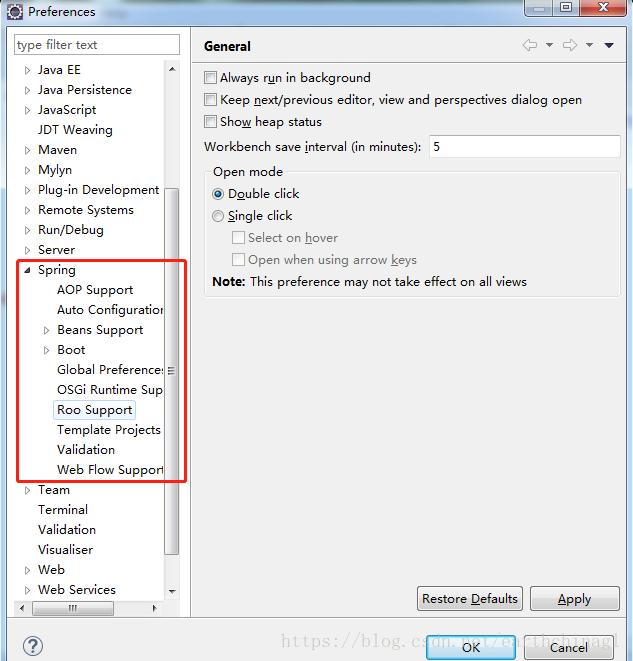 Preferences
type filter text
Java EE
Java Persistence
JavaScript
JDT Weaving
Maven
Mylyn
Plug-in Development
Remote Systems
Run/Debug
Server
Spring
AOP Support
Auto Configuration
Beans Support
Boot
Global Preferences
OSGi Runtime Sup
Roo Support
Template Projects
Validation
Web Flow Support
Team
Terminal
Validation
Visualiser
Web
Web Services
General
Always run in background
Keep next/previous editor, view and perspectives dialog open
Show heap status
Workbench save interval (in minutes): 5
Open mode
Double click
Single click
Select on hover
Open when using arrow keys
Note: This preference may not take effect on all views
Restore Defaults Apply
https://blog.csdn.net/earthchinagl
OK Cancel